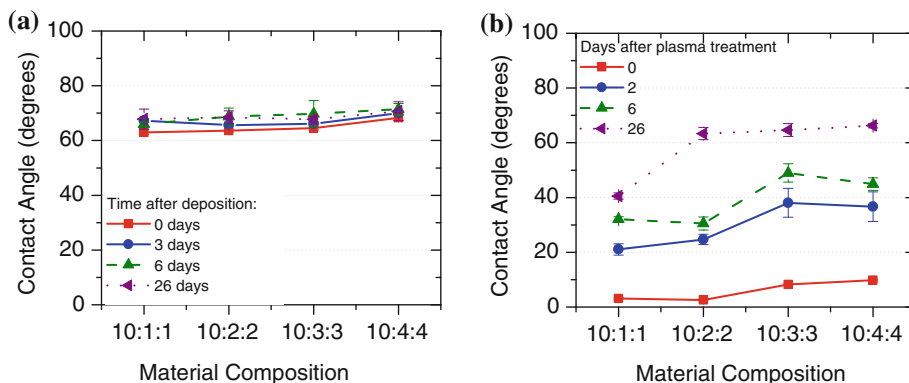 (a)
100
80
60
40
20
0
Contact Angle (degrees)
Time after deposition:
0 days
3 days
6 days
26 days
10:1:1 10:2:2 10:3:3 10:4:4
Material Composition
(b)
100
80
60
40
20
0
Contact Angle (degrees)
Days after plasma treatment
0
2
6
26
10:1:1 10:2:2 10:3:3 10:4:4
Material Composition